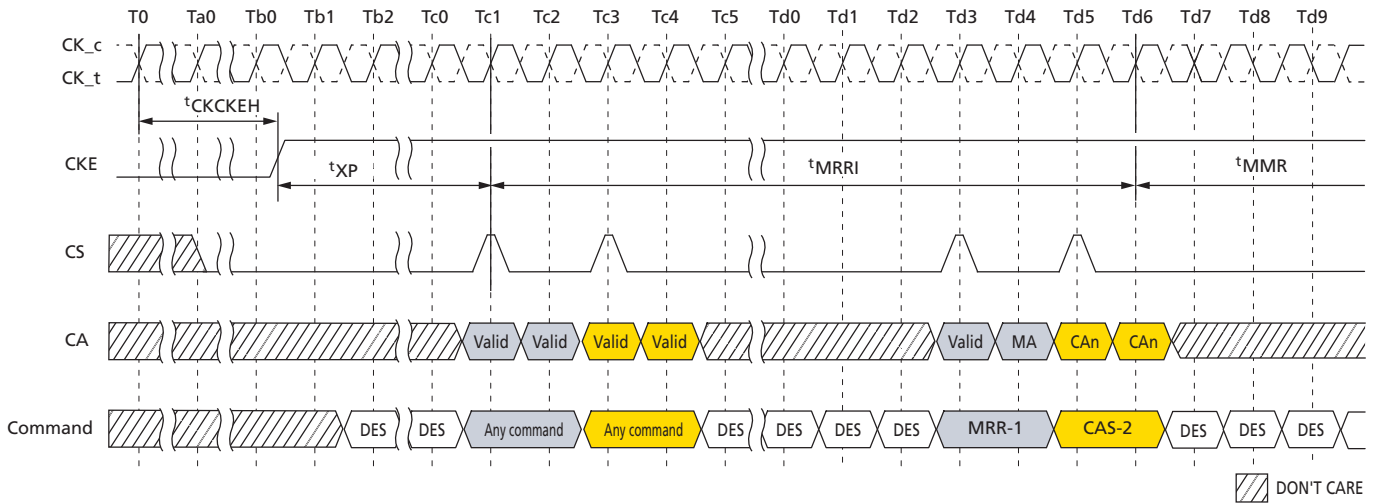 T0 Ta0 Tb0 Tb1 Tb2 Tc0 Tc1 Tc2 Tc3 Tc4 Tc5 Td0 Td1 Td2 Td3 Td4 Td5 Td6 Td7 Td8 Td9
CK_c
CK_t
tCKCKEH
CKE
tXP tMRRI tMMR
CS
CA Valid Valid Valid Valid Valid MA CAn CAn
Command DES DES Any command Any command DES DES DES DES MRR-1 CAS-2 DES DES DES
DON'T CARE